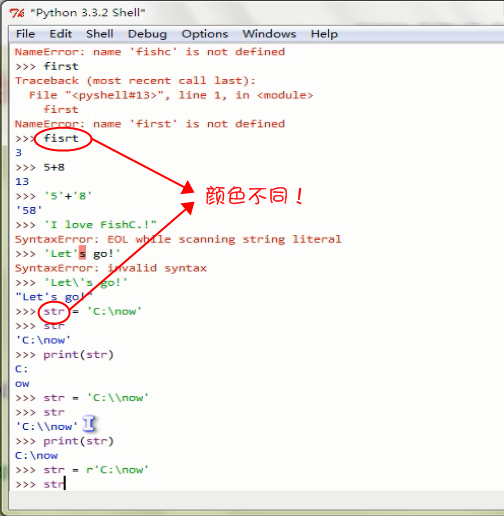 "Python 3.3.2 Shell"
File Edit Shell Debug Options Windows Help
NameError: name 'fishc' is not defined
>>> first
Traceback (most recent call last):
File "<pyshell#13>", line 1, in <module>
first
NameError: name 'first' is not defined
>>> fisrt
3
>>> 5+8
13
>>> '5'+'8'
'58'
>>> 'I love FishC.!"
SyntaxError: EOL while scanning string literal
>>> 'Let's go!'
SyntaxError: invalid syntax
>>> 'Let\'s go!'
"Let's go!"
>>> str = 'C:\now'
>>> str
'C:\now'
>>> print(str)
C:
ow
>>> str = 'C:\\now'
>>> str
'C:\\now'
>>> print(str)
C:\now
>>> str = r'C:\now'
>>> str
颜色不同！